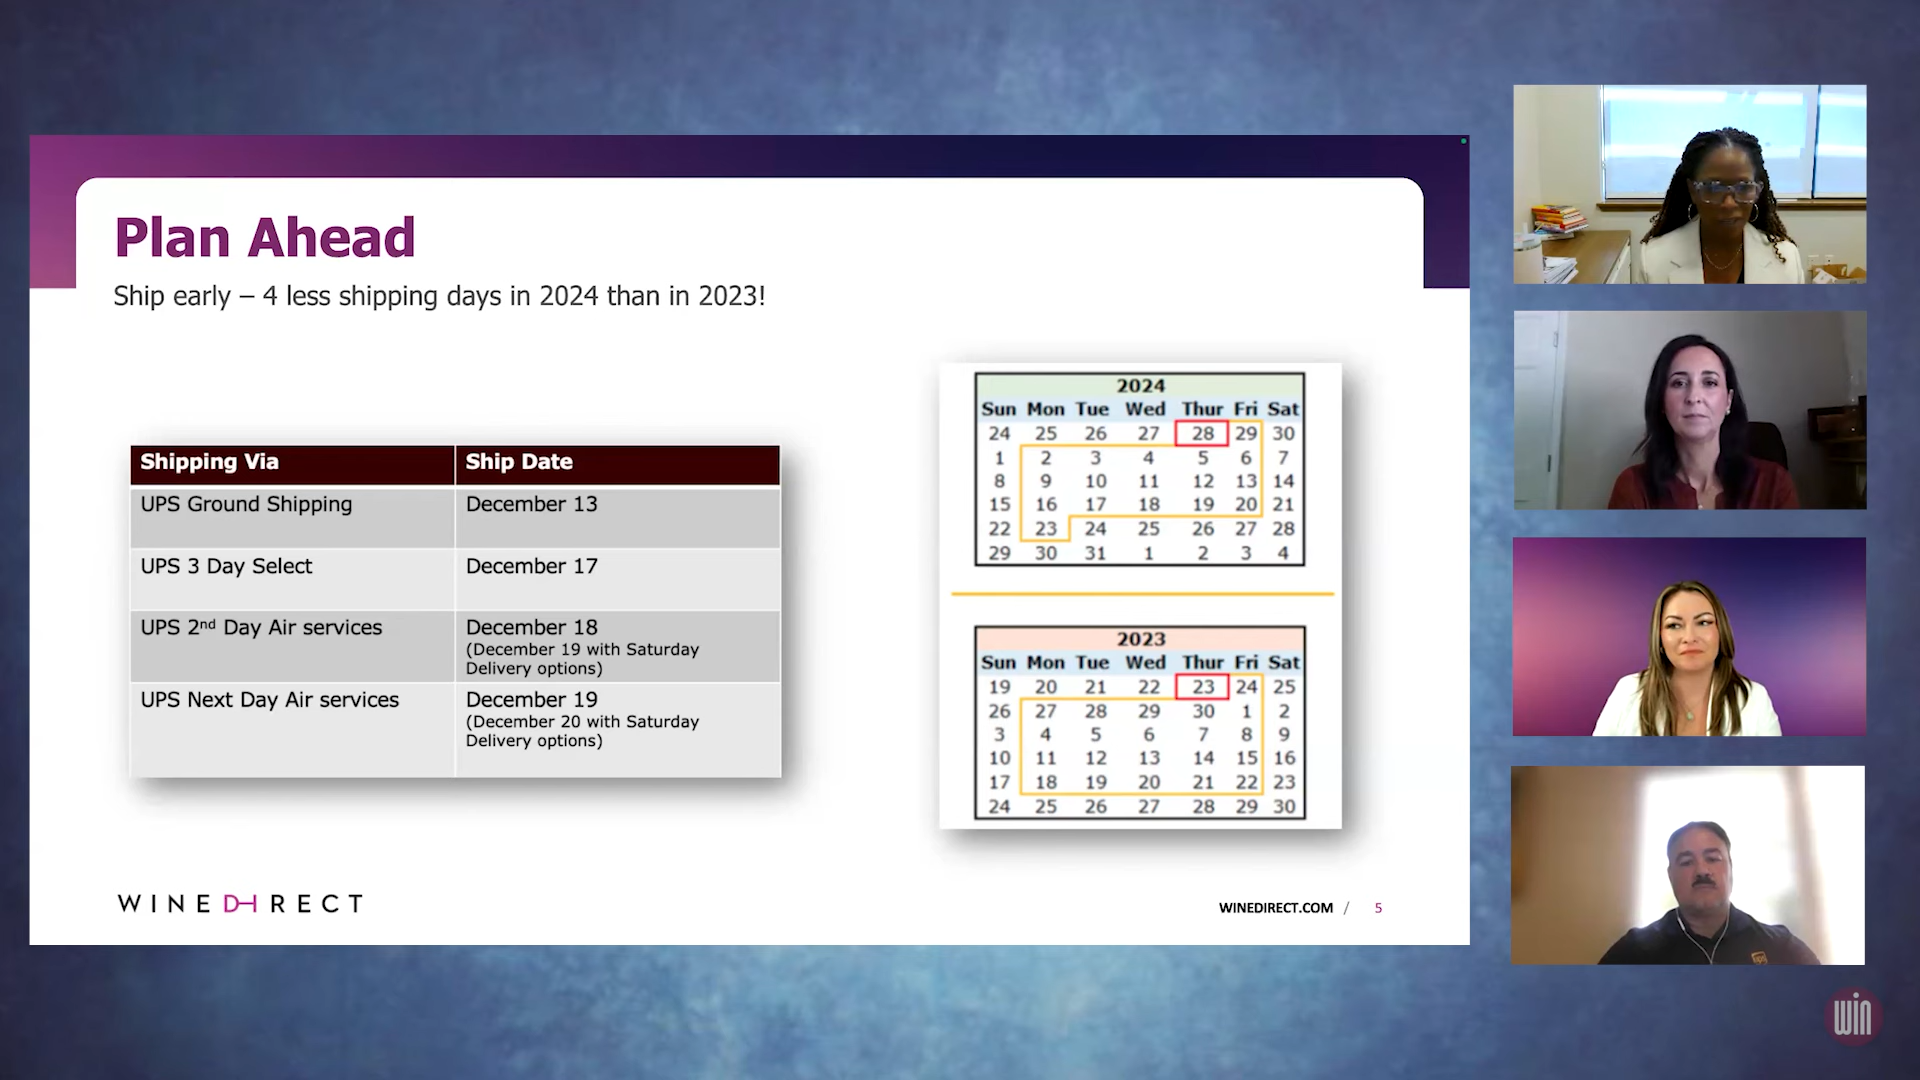 Plan Ahead
Ship early – 4 less shipping days in 2024 than in 2023!
Shipping Via Ship Date
UPS Ground Shipping December 13
UPS 3 Day Select December 17
UPS 2nd Day Air services December 18
(December 19 with Saturday
Delivery options)
UPS Next Day Air services December 19
(December 20 with Saturday
Delivery options)
2024
Sun Mon Tue Wed Thur Fri Sat
24 25 26 27 28 29 30
1 2 3 4 5 6 7
8 9 10 11 12 13 14
15 16 17 18 19 20 21
22 23 24 25 26 27 28
29 30 31 1 2 3 4
2023
Sun Mon Tue Wed Thur Fri Sat
19 20 21 22 23 24 25
26 27 28 29 30 1 2
3 4 5 6 7 8 9
10 11 12 13 14 15 16
17 18 19 20 21 22 23
24 25 26 27 28 29 30
WINEDIRECT
WINEDIRECT.COM / 5
ups
win